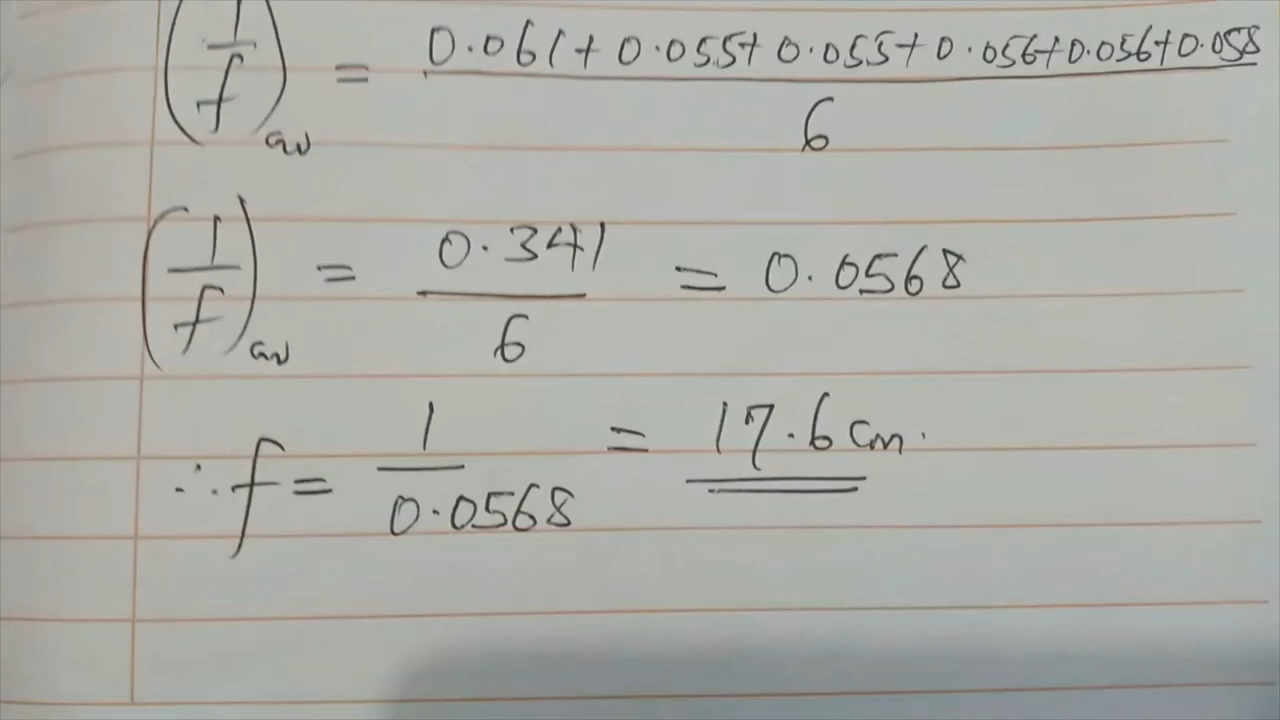 (1/f)av = 0.061 + 0.055 + 0.055 + 0.056 + 0.056 + 0.058 / 6
(1/f)av = 0.341 / 6 = 0.0568
∴ f = 1 / 0.0568 = 17.6 cm.